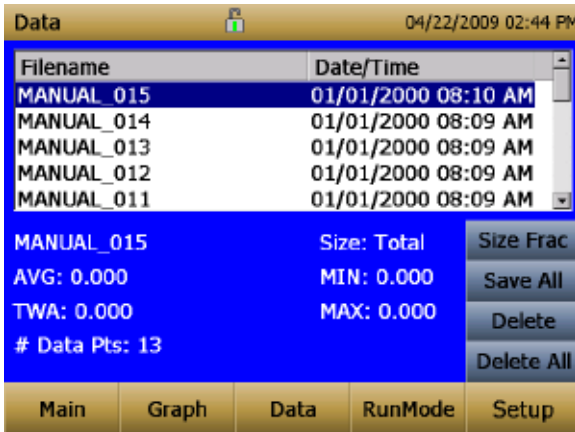 Data 04/22/2009 02:44 PM
Filename Date/Time
MANUAL_015 01/01/2000 08:10 AM
MANUAL_014 01/01/2000 08:09 AM
MANUAL_013 01/01/2000 08:09 AM
MANUAL_012 01/01/2000 08:09 AM
MANUAL_011 01/01/2000 08:09 AM
MANUAL_015 Size: Total Size Frac
AVG: 0.000 MIN: 0.000 Save All
TWA: 0.000 MAX: 0.000 Delete
# Data Pts: 13 Delete All
Main Graph Data RunMode Setup